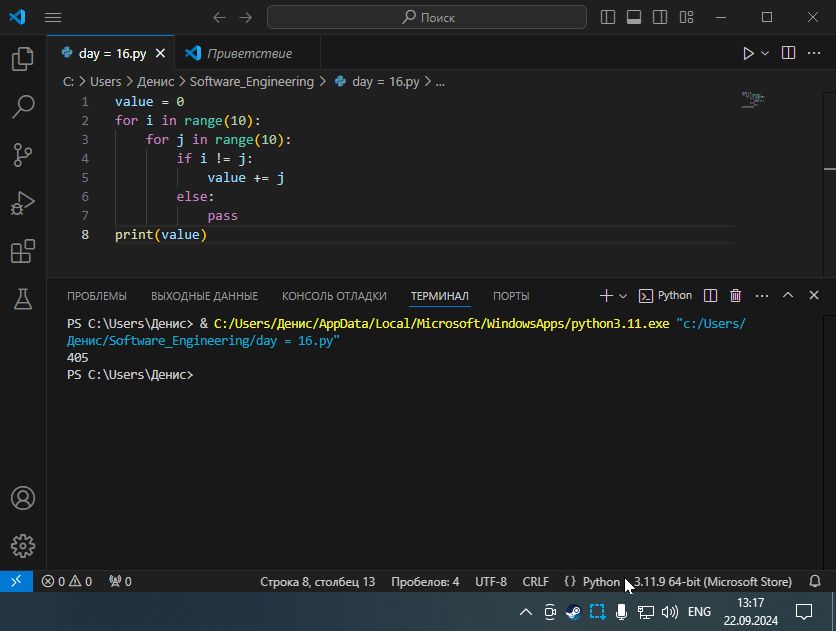 Поиск
day = 16.py Приветствие
C: > Users > Денис > Software_Engineering > day = 16.py > ...
1 value = 0
2 for i in range(10):
3 for j in range(10):
4 if i != j:
5 value += j
6 else:
7 pass
8 print(value)
ПРОБЛЕМЫ ВЫХОДНЫЕ ДАННЫЕ КОНСОЛЬ ОТЛАДКИ ТЕРМИНАЛ ПОРТЫ Python
PS C:\Users\Денис> & C:/Users/Денис/AppData/Local/Microsoft/WindowsApps/python3.11.exe "c:/Users/
Денис/Software_Engineering/day = 16.py"
405
PS C:\Users\Денис>
0 0 0 Строка 8, столбец 13 Пробелов: 4 UTF-8 CRLF {} Python 3.11.9 64-bit (Microsoft Store)
ENG 13:17
22.09.2024